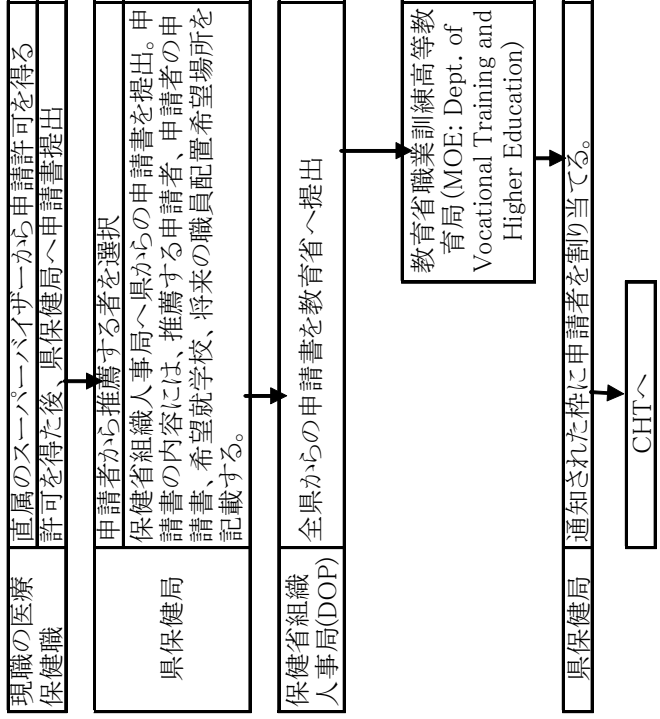 現職の医療
保健職
直属のスーパーバイザーから申請許可を得る
許可を得た後、県保健局へ申請書提出
県保健局
申請者から推薦する者を選択
保健省組織人事局へ県からの申請書を提出。申
請書の内容には、推薦する申請者、申請者の申
請書、希望就学校、将来の職員配置希望場所を
記載する。
保健省組織
人事局(DOP)
全県からの申請書を教育省へ提出
教育省職業訓練高等教
育局(MOE: Dept. of
Vocational Training and
Higher Education)
県保健局
通知された枠に申請者を割り当てる。
CHTへ